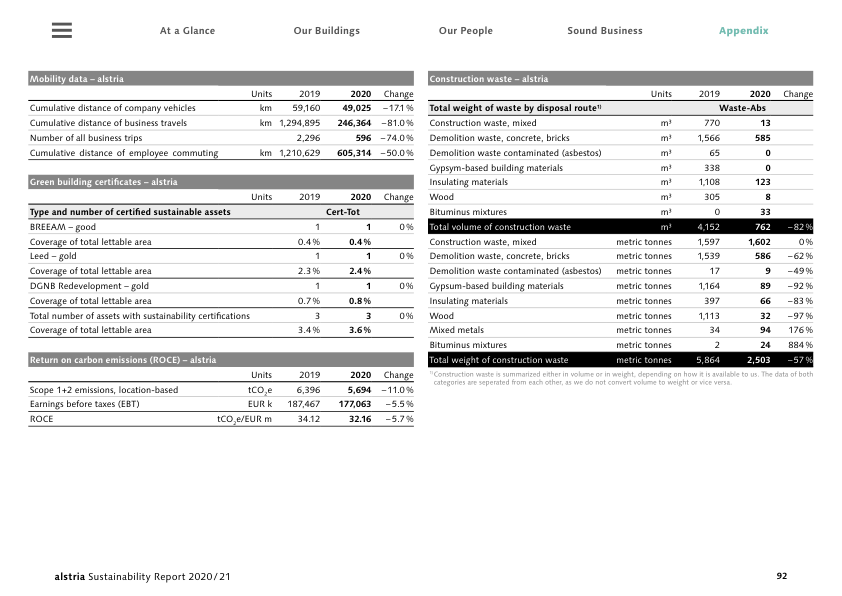 At a Glance Our Buildings Our People Sound Business Appendix
Mobility data – alstria
Units 2019 2020 Change
Cumulative distance of company vehicles km 59,160 49,025 –17.1 %
Cumulative distance of business travels km 1,294,895 246,364 –81.0 %
Number of all business trips 2,296 596 –74.0 %
Cumulative distance of employee commuting km 1,210,629 605,314 –50.0 %
Green building certificates – alstria
Units 2019 2020 Change
Type and number of certified sustainable assets Cert-Tot
BREEAM – good 1 1 0 %
Coverage of total lettable area 0.4 % 0.4 %
Leed – gold 1 1 0 %
Coverage of total lettable area 2.3 % 2.4 %
DGNB Redevelopment – gold 1 1 0 %
Coverage of total lettable area 0.7 % 0.8 %
Total number of assets with sustainability certifications 3 3 0 %
Coverage of total lettable area 3.4 % 3.6 %
Return on carbon emissions (ROCE) – alstria
Units 2019 2020 Change
Scope 1+2 emissions, location-based tCO₂e 6,396 5,694 –11.0 %
Earnings before taxes (EBT) EUR k 187,467 177,063 –5.5 %
ROCE tCO₂e/EUR m 34.12 32.16 –5.7 %
Construction waste – alstria
Units 2019 2020 Change
Total weight of waste by disposal route¹⁾ Waste-Abs
Construction waste, mixed m³ 770 13
Demolition waste, concrete, bricks m³ 1,566 585
Demolition waste contaminated (asbestos) m³ 65 0
Gypsym-based building materials m³ 338 0
Insulating materials m³ 1,108 123
Wood m³ 305 8
Bituminus mixtures m³ 0 33
Total volume of construction waste m³ 4,152 762 –82 %
Construction waste, mixed metric tonnes 1,597 1,602 0 %
Demolition waste, concrete, bricks metric tonnes 1,539 586 –62 %
Demolition waste contaminated (asbestos) metric tonnes 17 9 –49 %
Gypsum-based building materials metric tonnes 1,164 89 –92 %
Insulating materials metric tonnes 397 66 –83 %
Wood metric tonnes 1,113 32 –97 %
Mixed metals metric tonnes 34 94 176 %
Bituminus mixtures metric tonnes 2 24 884 %
Total weight of construction waste metric tonnes 5,864 2,503 –57 %
¹⁾ Construction waste is summarized either in volume or in weight, depending on how it is available to us. The data of both
categories are seperated from each other, as we do not convert volume to weight or vice versa.
alstria Sustainability Report 2020/21 92